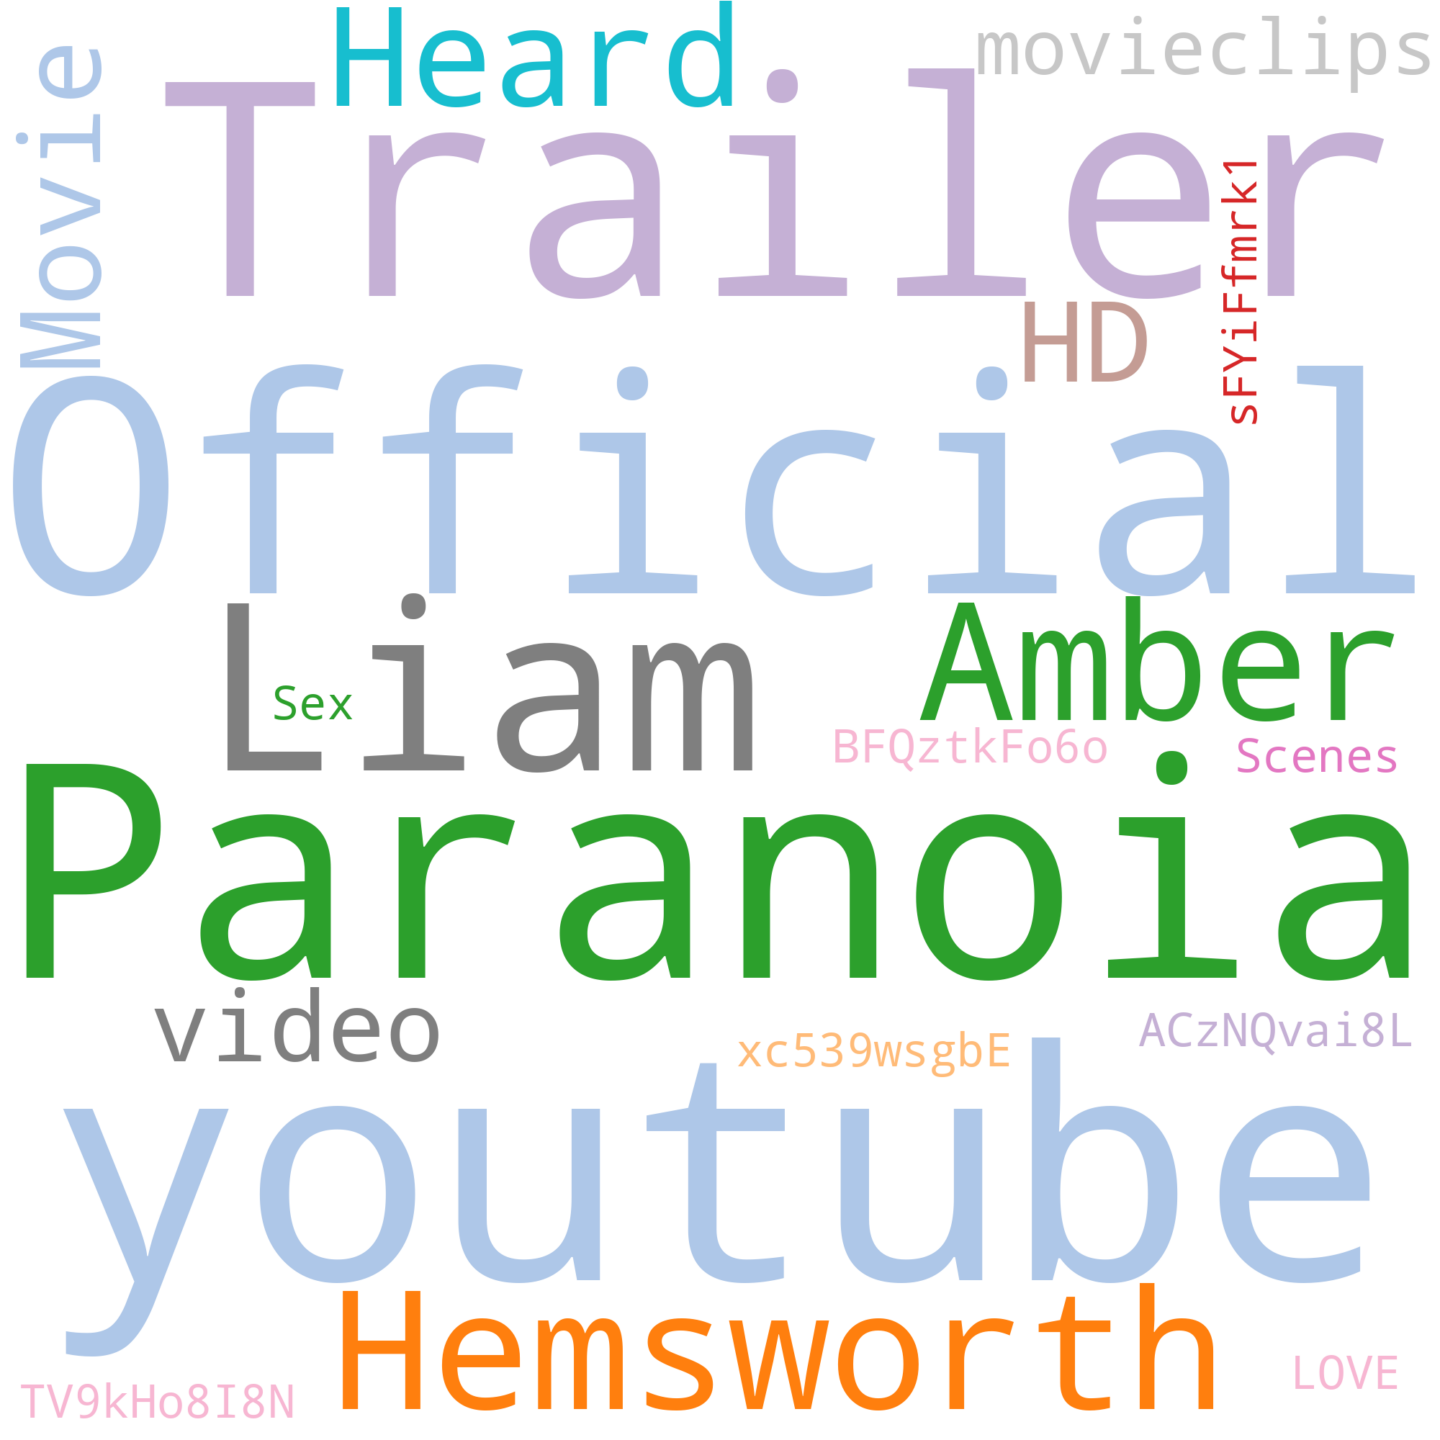 Heard
movieclips
Movie
Trailer
sFYiFfmrk1
HD
Official
Liam
Amber
Sex
BFQztkFo6o
Scenes
Paranoia
video
xc539wsgbE
ACzNQvai8L
youtube
Hemsworth
TV9kHo8I8N
LOVE